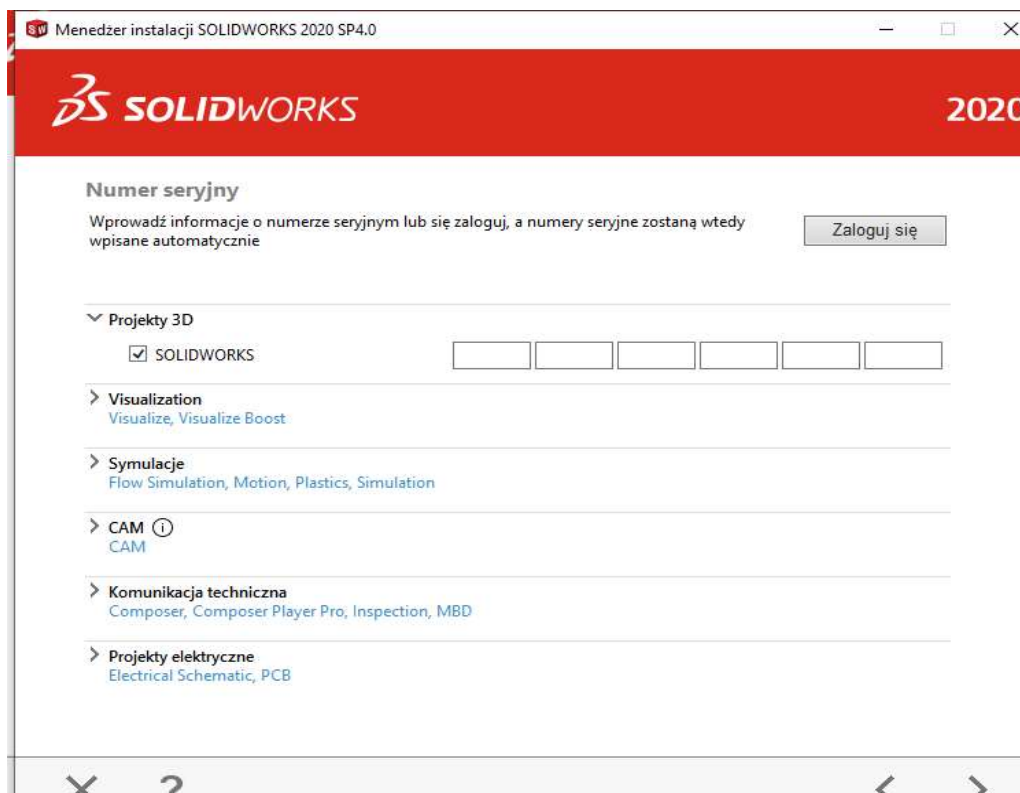 Menedżer instalacji SOLIDWORKS 2020 SP4.0
SOLIDWORKS
2020
Numer seryjny
Wprowadź informacje o numerze seryjnym lub się zaloguj, a numery seryjne zostaną wtedy
wpisane automatycznie
Zaloguj się
Projekty 3D
SOLIDWORKS
Visualization
Visualize, Visualize Boost
Symulacje
Flow Simulation, Motion, Plastics, Simulation
CAM
CAM
Komunikacja techniczna
Composer, Composer Player Pro, Inspection, MBD
Projekty elektryczne
Electrical Schematic, PCB